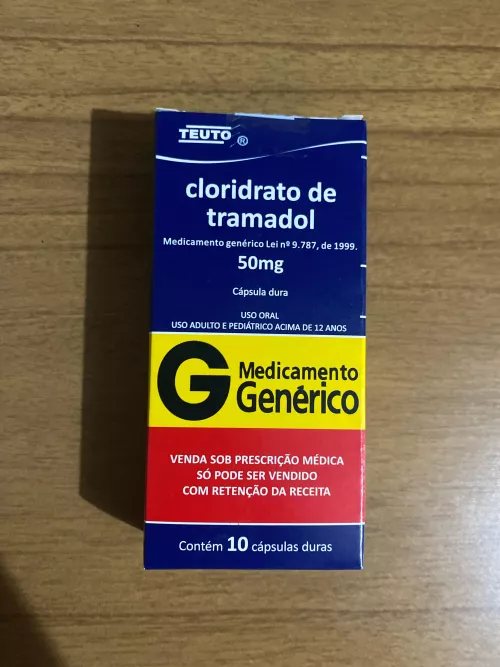 TEUTO ®
cloridrato de
tramadol
Medicamento genérico Lei nº 9.787, de 1999.
50mg
Cápsula dura
USO ORAL
USO ADULTO E PEDIÁTRICO ACIMA DE 12 ANOS
G Medicamento
Genérico
VENDA SOB PRESCRIÇÃO MÉDICA
SÓ PODE SER VENDIDO
COM RETENÇÃO DA RECEITA
Contém 10 cápsulas duras